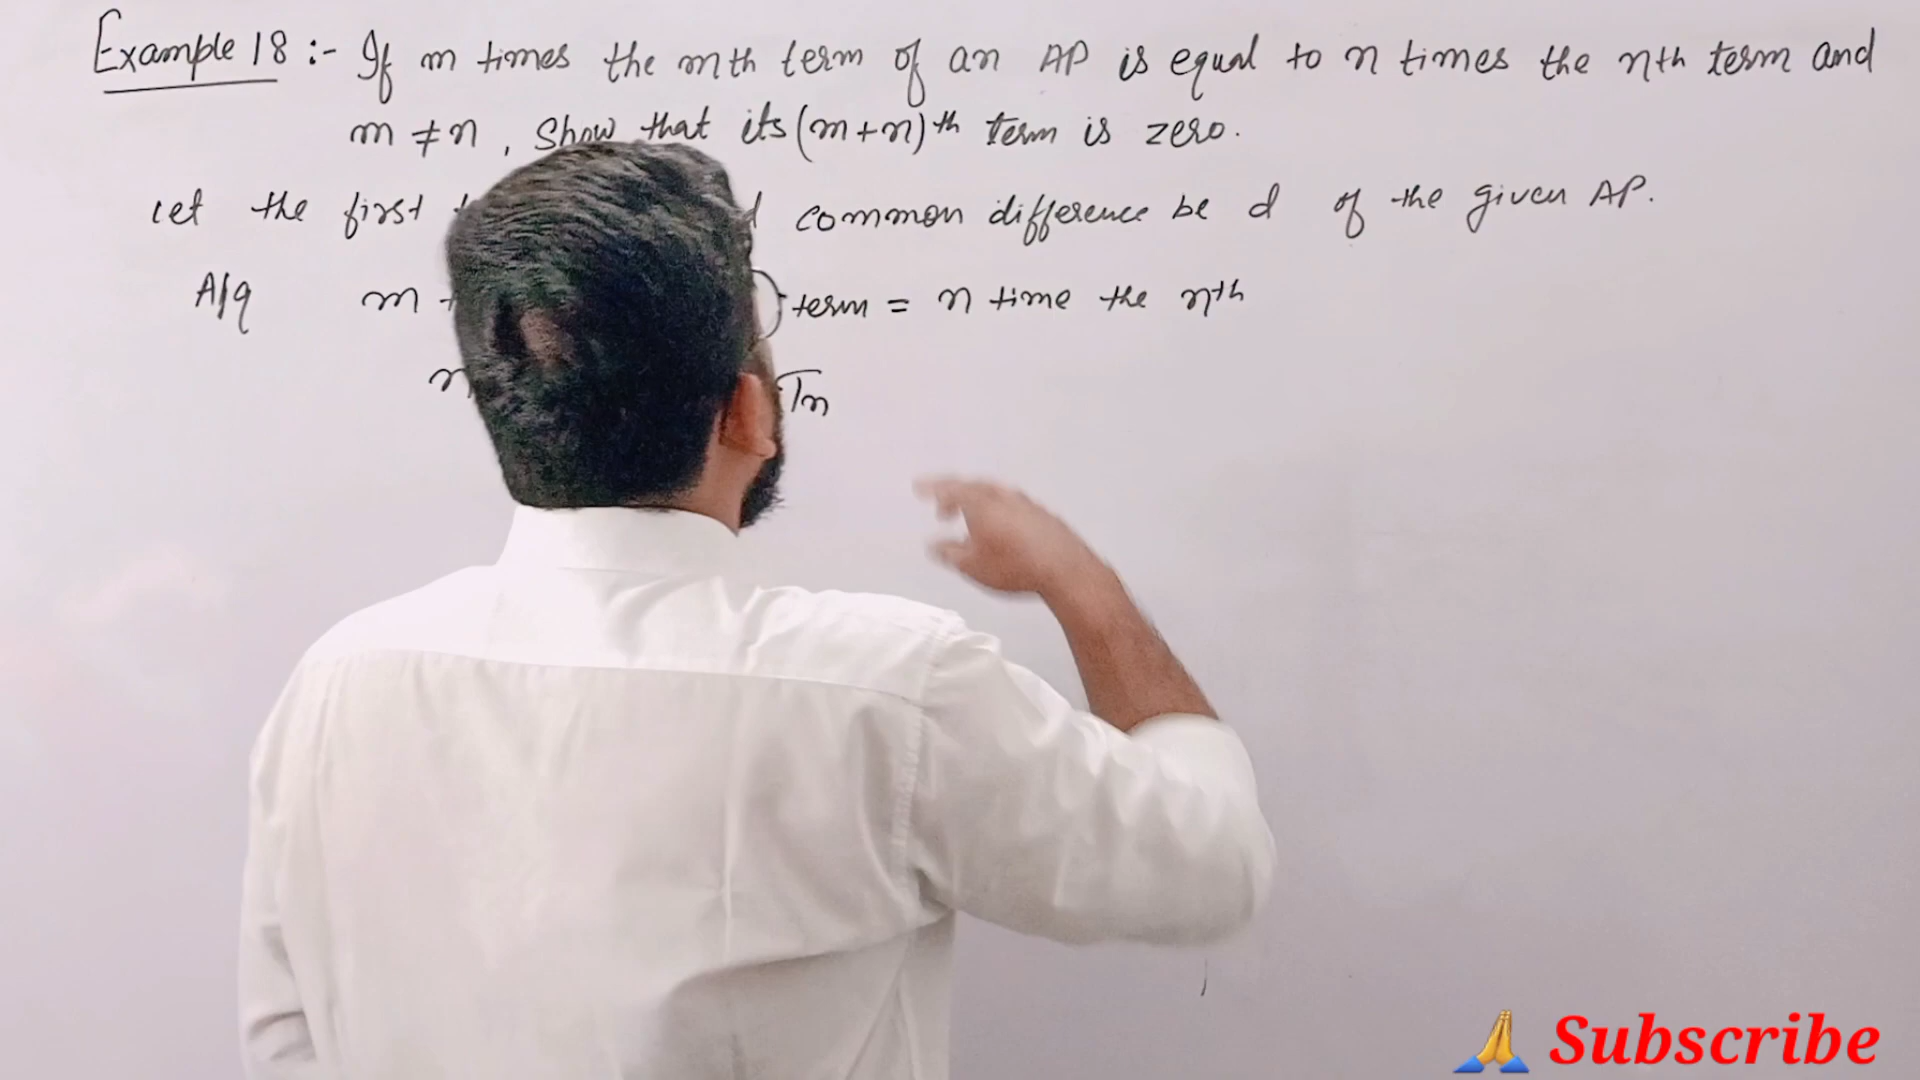 Example 18 :- If m times the mth term of an AP is equal to n times the nth term and
m ≠ n , Show that its (m+n)th term is zero.
Let the first common difference be d of the given AP.
A/q m term = n time the nth
Tn
🙏 Subscribe